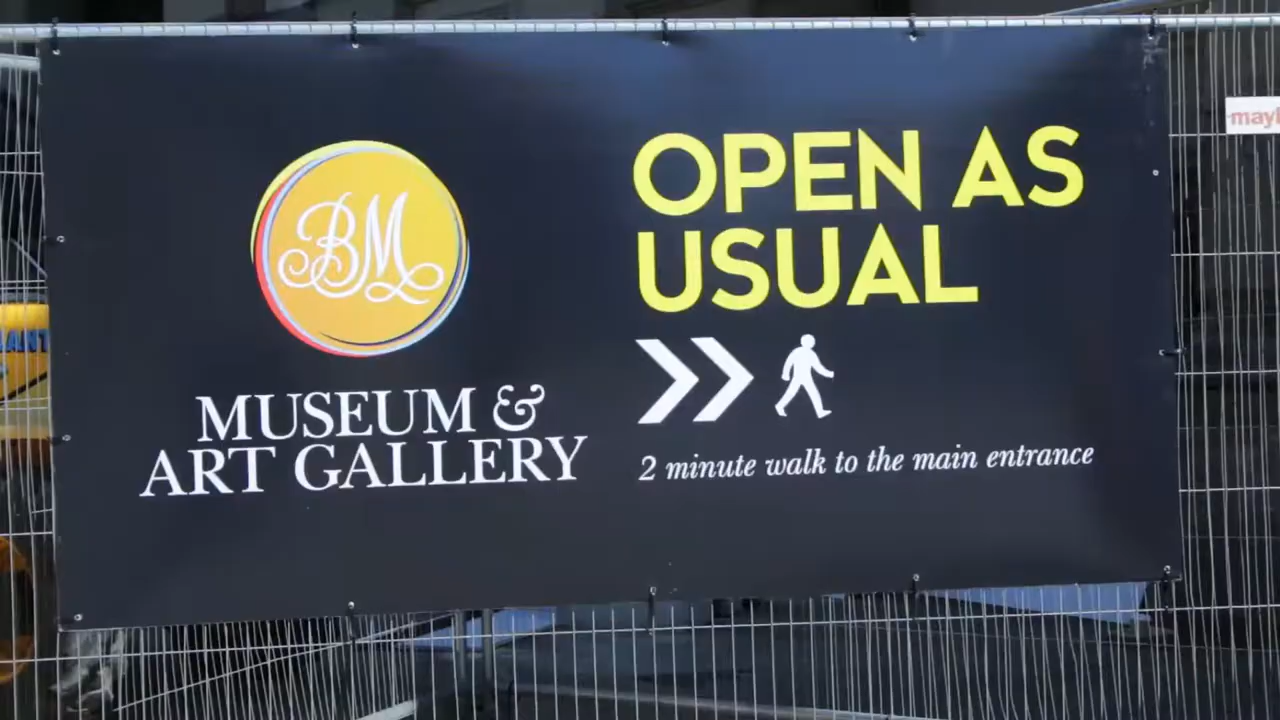 BM
MUSEUM &
ART GALLERY
OPEN AS
USUAL
2 minute walk to the main entrance